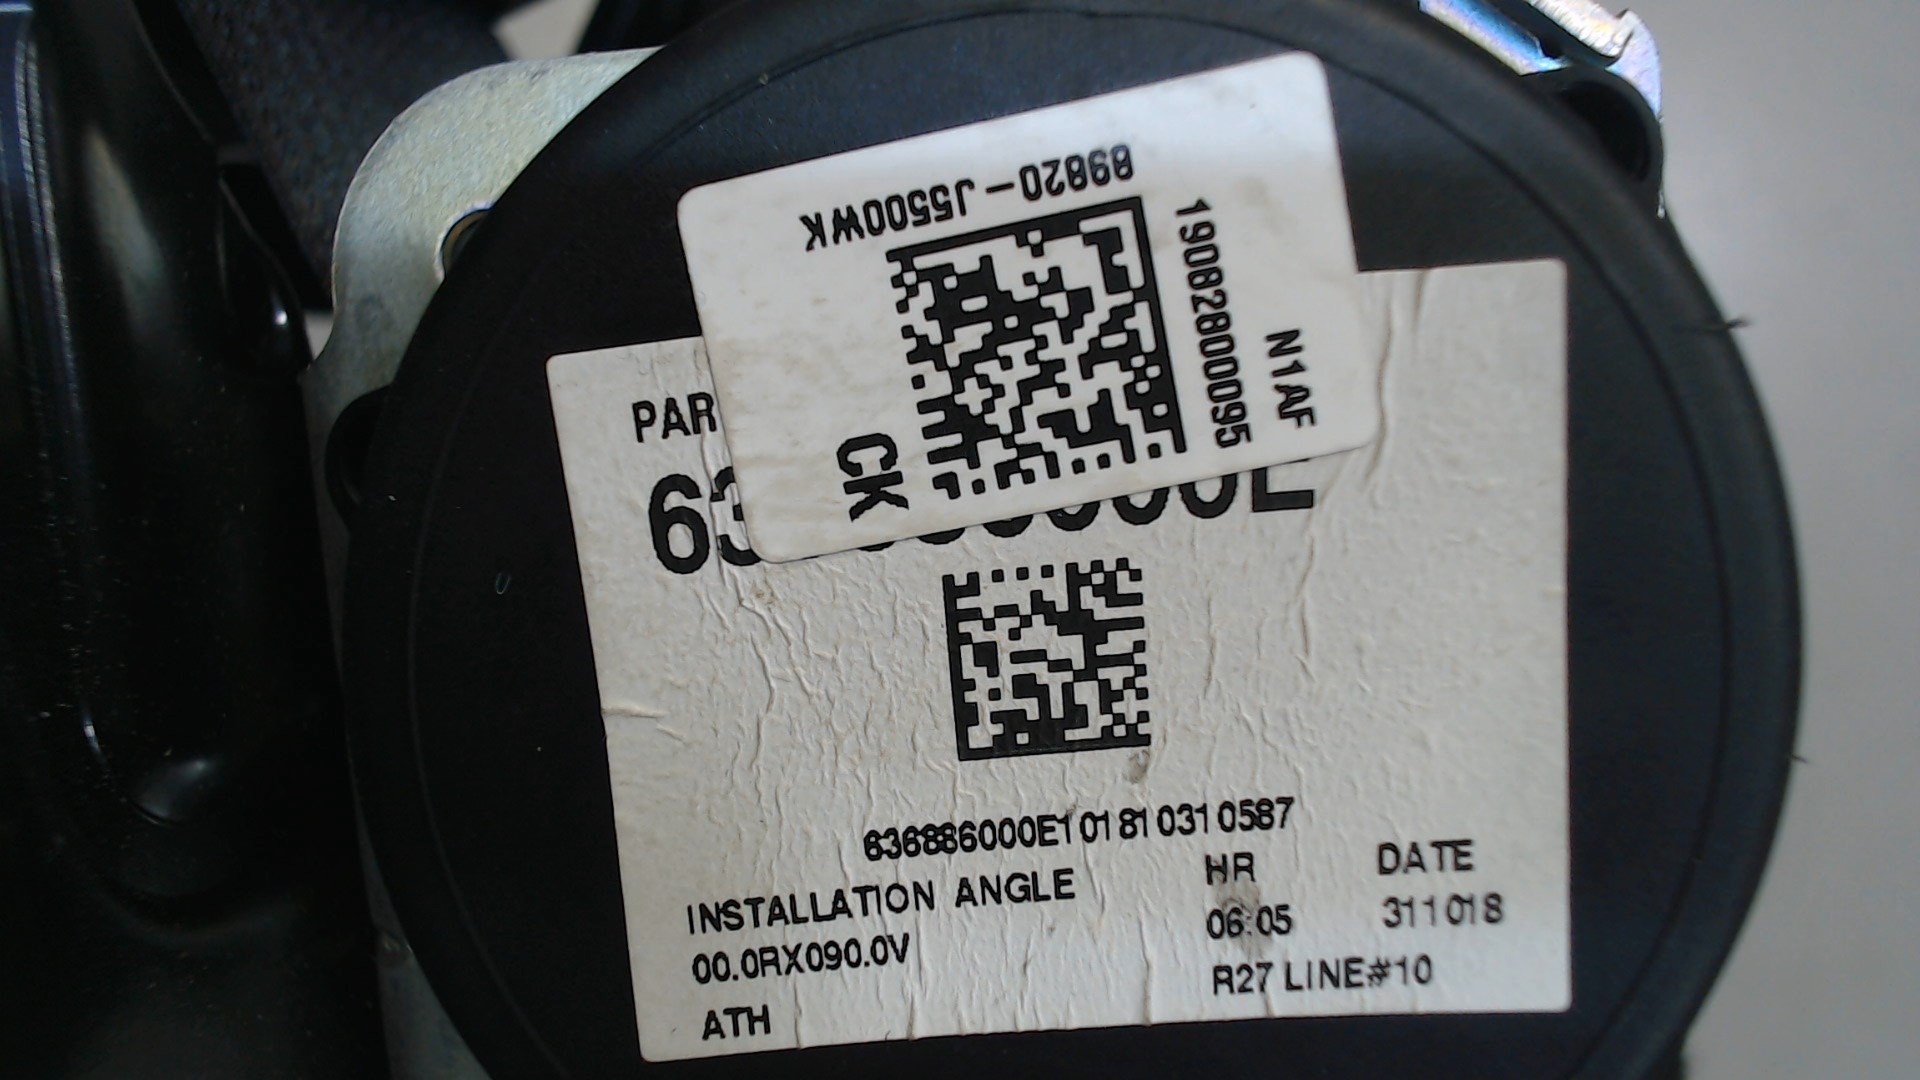 89820-J5500WK
190828000095
N1AF
CK
636886000E101810310587
INSTALLATION ANGLE
00.0RX090.0V
ATH
HR
06:05
DATE
311018
R27 LINE#10